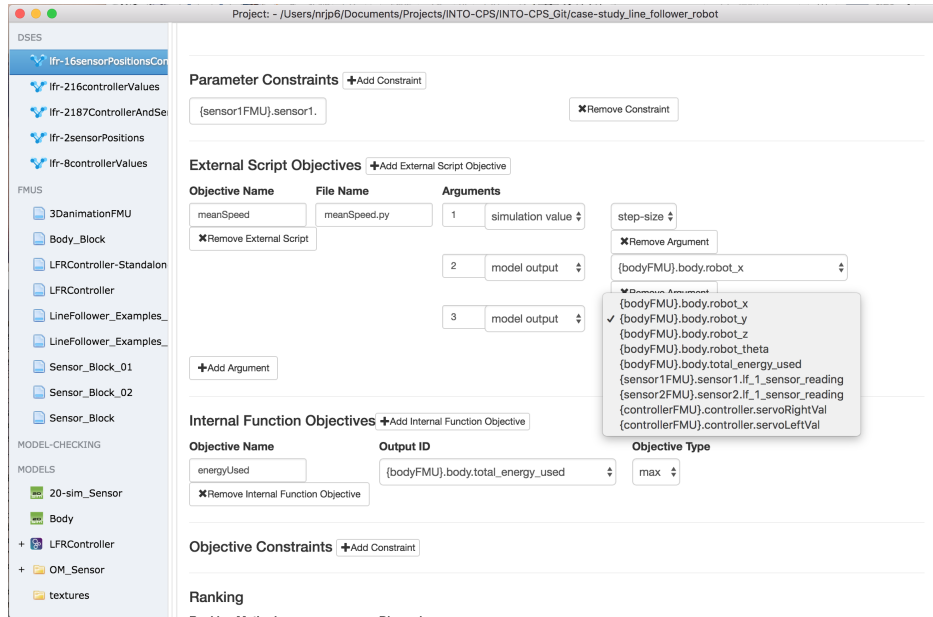 Project: - /Users/nrjp6/Documents/Projects/INTO-CPS/INTO-CPS_Git/case-study_line_follower_robot
DSES
lfr-16sensorPositionsCon
lfr-216controllerValues
lfr-2187ControllerAndSe
lfr-2sensorPositions
lfr-8controllerValues
FMUS
3DanimationFMU
Body_Block
LFRController-Standalon
LFRController
LineFollower_Examples_
LineFollower_Examples_
Sensor_Block_01
Sensor_Block_02
Sensor_Block
MODEL-CHECKING
MODELS
20-sim_Sensor
Body
+ LFRController
+ OM_Sensor
textures
Parameter Constraints +Add Constraint
{sensor1FMU}.sensor1. ✖Remove Constraint
External Script Objectives +Add External Script Objective
Objective Name File Name Arguments
meanSpeed meanSpeed.py 1 simulation value step-size
✖Remove External Script ✖Remove Argument
2 model output {bodyFMU}.body.robot_x
✖Remove Argument
3 model output
{bodyFMU}.body.robot_x
✓ {bodyFMU}.body.robot_y
{bodyFMU}.body.robot_z
{bodyFMU}.body.robot_theta
{bodyFMU}.body.total_energy_used
{sensor1FMU}.sensor1.lf_1_sensor_reading
{sensor2FMU}.sensor2.lf_1_sensor_reading
{controllerFMU}.controller.servoRightVal
{controllerFMU}.controller.servoLeftVal
+Add Argument
Internal Function Objectives +Add Internal Function Objective
Objective Name Output ID Objective Type
energyUsed {bodyFMU}.body.total_energy_used max
✖Remove Internal Function Objective
Objective Constraints +Add Constraint
Ranking